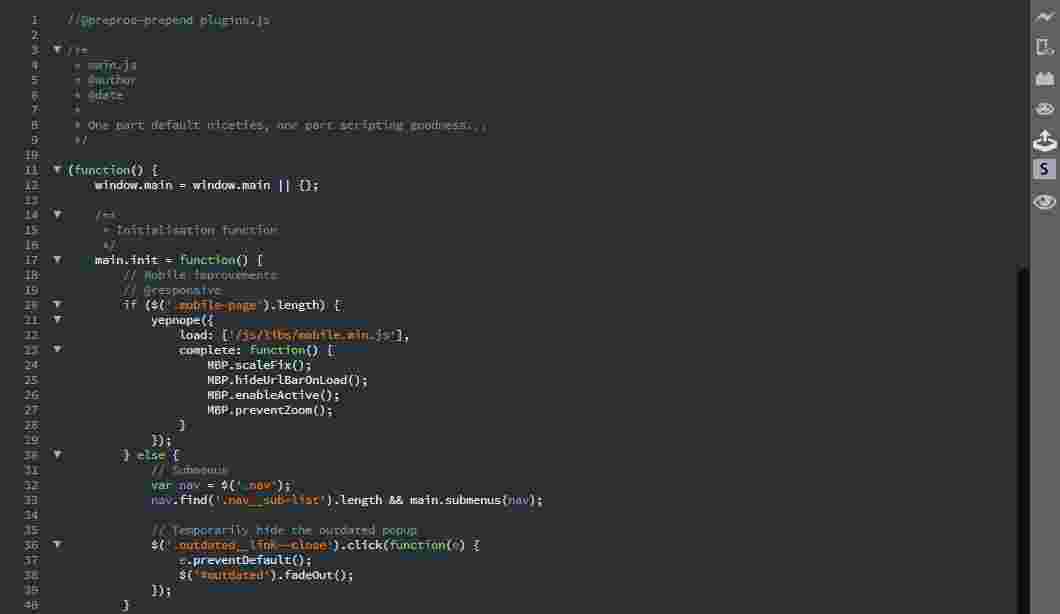 1 //@prepros-prepend plugins.js
2
3 /**
4 * main.js
5 * @author
6 * @date
7 *
8 * One part default niceties, one part scripting goodness...
9 */
10
11 (function() {
12 window.main = window.main || {};
13
14 /**
15 * Initialisation function
16 */
17 main.init = function() {
18 // Mobile improvements
19 // @responsive
20 if ($('.mobile-page').length) {
21 yepnope({
22 load: ['/js/libs/mobile.min.js'],
23 complete: function() {
24 MBP.scaleFix();
25 MBP.hideUrlBarOnLoad();
26 MBP.enableActive();
27 MBP.preventZoom();
28 }
29 });
30 } else {
31 // Submenus
32 var nav = $('.nav');
33 nav.find('.nav__sub-list').length && main.submenus(nav);
34
35 // Temporarily hide the outdated popup
36 $('.outdated__link--close').click(function(e) {
37 e.preventDefault();
38 $('#outdated').fadeOut();
39 });
40 }
S